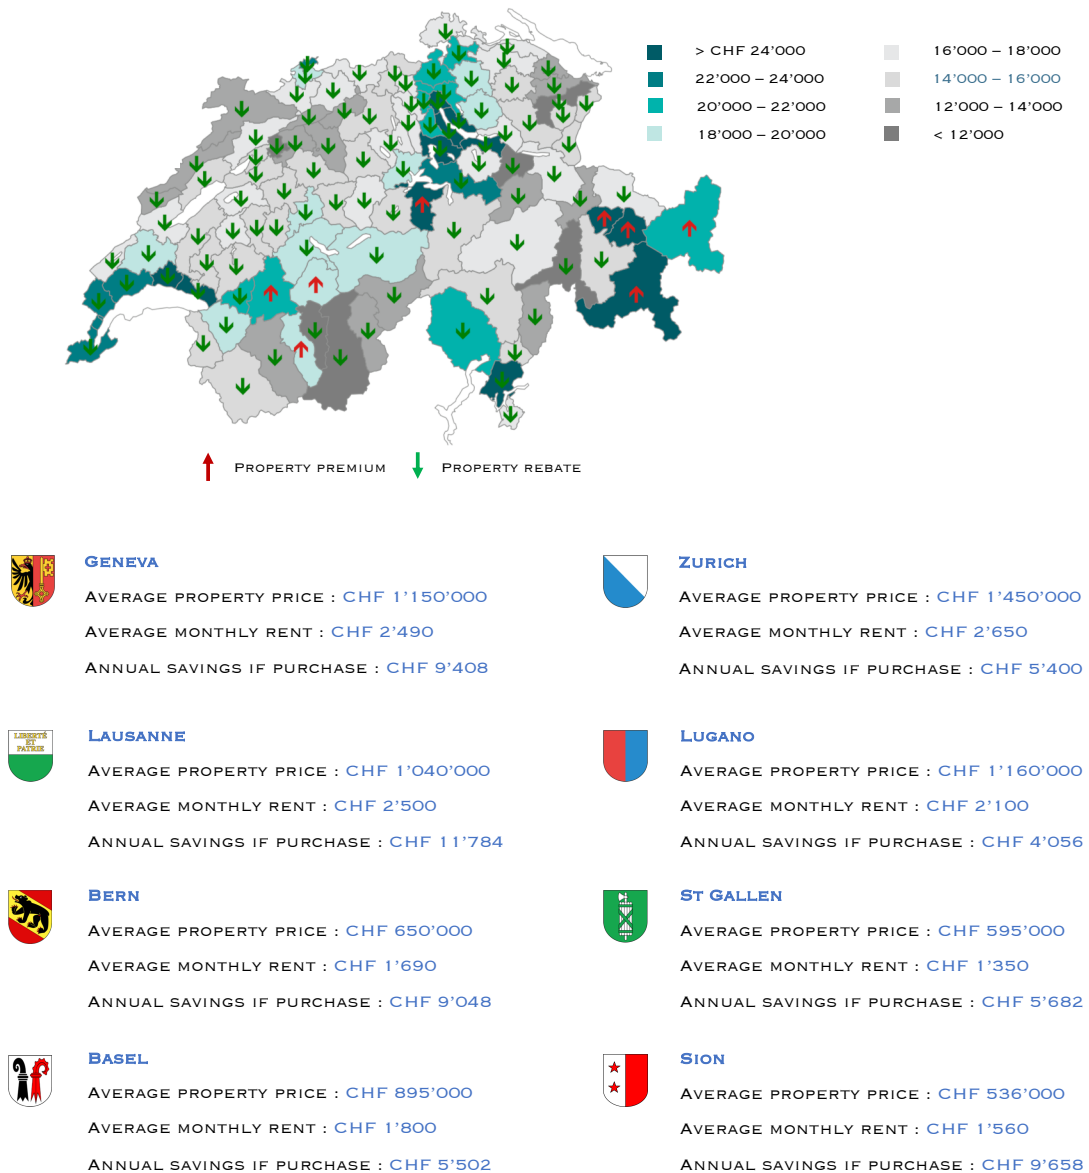 > CHF 24’000
22’000 – 24’000
20’000 – 22’000
18’000 – 20’000
16’000 – 18’000
14’000 – 16’000
12’000 – 14’000
< 12’000
Property premium
Property rebate
Geneva
Average property price : CHF 1’150’000
Average monthly rent : CHF 2’490
Annual savings if purchase : CHF 9’408
Zurich
Average property price : CHF 1’450’000
Average monthly rent : CHF 2’650
Annual savings if purchase : CHF 5’400
LIBERTÉ
ET
PATRIE
Lausanne
Average property price : CHF 1’040’000
Average monthly rent : CHF 2’500
Annual savings if purchase : CHF 11’784
Lugano
Average property price : CHF 1’160’000
Average monthly rent : CHF 2’100
Annual savings if purchase : CHF 4’056
Bern
Average property price : CHF 650’000
Average monthly rent : CHF 1’690
Annual savings if purchase : CHF 9’048
St Gallen
Average property price : CHF 595’000
Average monthly rent : CHF 1’350
Annual savings if purchase : CHF 5’682
Basel
Average property price : CHF 895’000
Average monthly rent : CHF 1’800
Annual savings if purchase : CHF 5’502
Sion
Average property price : CHF 536’000
Average monthly rent : CHF 1’560
Annual savings if purchase : CHF 9’658